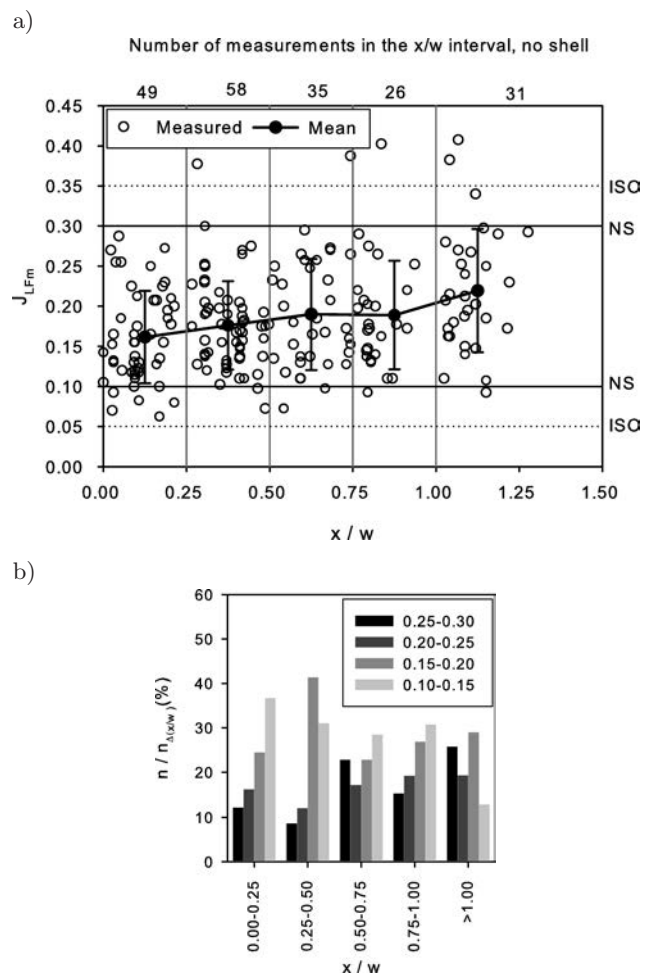 a)
Number of measurements in the x/w interval, no shell
49 58 35 26 31
Measured Mean
0.45
0.40
0.35
0.30
0.25
0.20
0.15
0.10
0.05
0.00
J_LFm
ISO
NS
NS
ISO
0.00 0.25 0.50 0.75 1.00 1.25 1.50
x / w
b)
60
50
40
30
20
10
0
n / n_Δ(x/w) (%)
0.25-0.30
0.20-0.25
0.15-0.20
0.10-0.15
0.00-0.25
0.25-0.50
0.50-0.75
0.75-1.00
>1.00
x / w